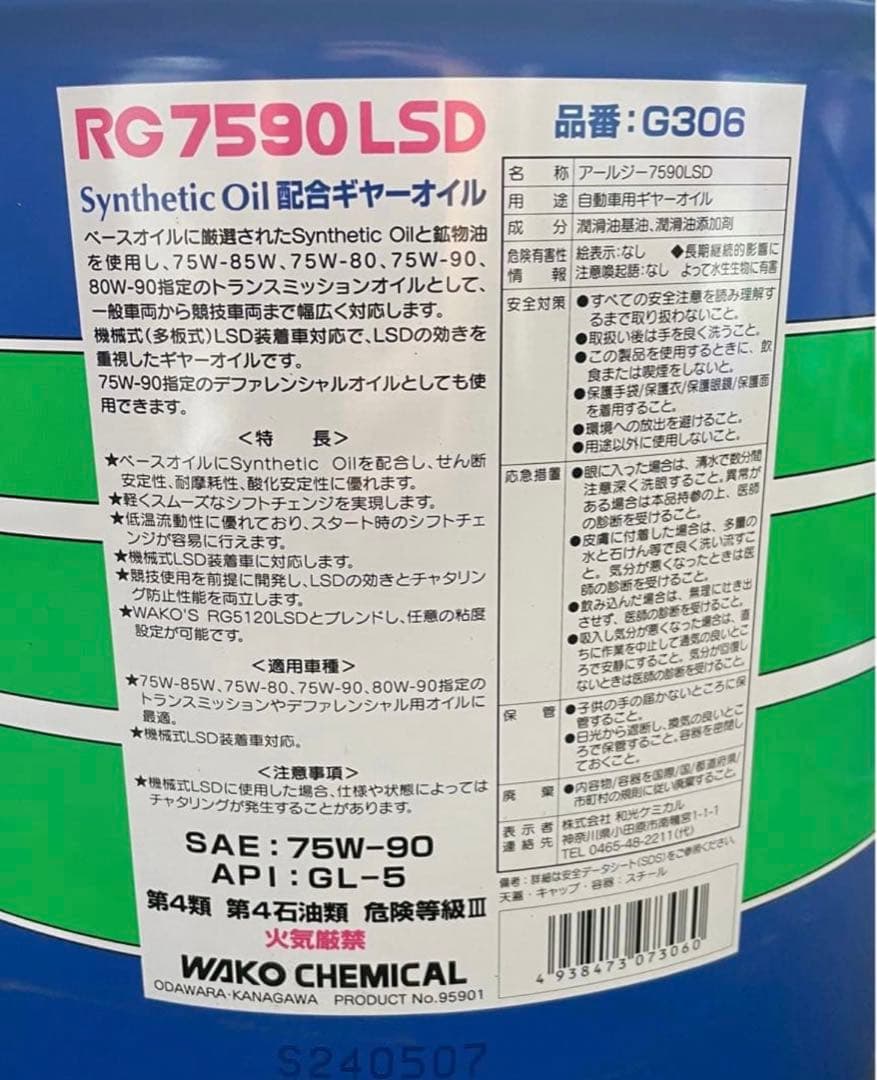 RG7590LSD
Synthetic Oil 配合ギヤーオイル
ベースオイルに厳選されたSynthetic Oilと鉱物油
を使用し、75W-85W、75W-80、75W-90、
80W-90指定のトランスミッションオイルとして、
一般車両から競技車両まで幅広く対応します。
機械式(多板式)LSD装着車対応で、LSDの効きを
重視したギヤーオイルです。
75W-90指定のデファレンシャルオイルとしても使
用できます。
<特 長>
★ベースオイルにSynthetic Oilを配合し、せん断
安定性、耐摩耗性、酸化安定性に優れます。
★軽くスムーズなシフトチェンジを実現します。
★低温流動性に優れており、スタート時のシフトチェ
ンジが容易に行えます。
★機械式LSD装着車に対応します。
★競技使用を前提に開発し、LSDの効きとチャタリン
グ防止性能を両立します。
★WAKO'S RG5120LSDとブレンドし、任意の粘度
設定が可能です。
<適用車種>
★75W-85W、75W-80、75W-90、80W-90指定の
トランスミッションやデファレンシャル用オイルに
最適。
★機械式LSD装着車対応。
<注意事項>
★機械式LSDに使用した場合、仕様や状態によっては
チャタリングが発生することがあります。
SAE:75W-90
API:GL-5
第4類 第4石油類 危険等級Ⅲ
火気厳禁
WAKO CHEMICAL
ODAWARA・KANAGAWA PRODUCT No.95901
品番:G306
名 称 アールジー7590LSD
用 途 自動車用ギヤーオイル
成 分 潤滑油基油、潤滑油添加剤
危険有害性 絵表示:なし ◆長期継続的影響に
情 報 注意喚起語:なし よって水生生物に有害
安全対策 ●すべての安全注意を読み理解す
るまで取り扱わないこと。
●取扱い後は手を良く洗うこと。
●この製品を使用するときに、飲
食または喫煙をしないこと。
●保護手袋/保護衣/保護眼鏡/保護面
を着用すること。
●環境への放出を避けること。
●用途以外に使用しないこと。
応急措置 ●眼に入った場合は、清水で数分間
注意深く洗眼すること。異常が
ある場合は本品持参の上、医師
の診断を受けること。
●皮膚に付着した場合は、多量の
水と石けん等で良く洗い流すこ
と。気分が悪くなったときは医
師の診断を受けること。
●飲み込んだ場合は、無理に吐き出
させず、医師の診断を受けること。
●吸入し気分が悪くなった場合は、直
ちに作業を中止して通気の良いとこ
ろで安静にすること。気分が回復し
ないときは医師の診断を受けること。
保 管 ●子供の手の届かないところに保
管すること。
●日光から遮断し、換気の良いとこ
ろで保管すること。容器を密閉し
ておくこと。
廃 棄 ●内容物/容器を国際/国/都道府県/
市町村の規則に従い廃棄すること。
表示者 株式会社 和光ケミカル
連絡先 神奈川県小田原市南鴨宮1-1-1
TEL 0465-48-2211(代)
備考:詳細は安全データシート(SDS)をご参照ください。
天蓋・キャップ・容器:スチール
4 938473 073060
S240507